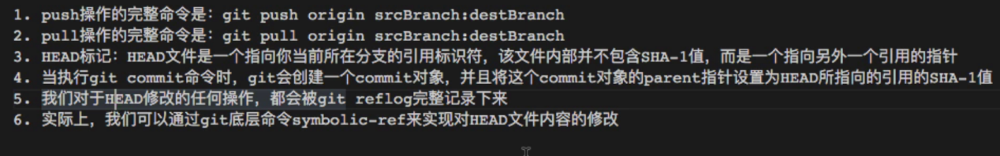 1. push操作的完整命令是：git push origin srcBranch:destBranch
2. pull操作的完整命令是：git pull origin srcBranch:destBranch
3. HEAD标记：HEAD文件是一个指向你当前所在分支的引用标识符，该文件内部并不包含SHA-1值，而是一个指向另外一个引用的指针
4. 当执行git commit命令时，git会创建一个commit对象，并且将这个commit对象的parent指针设置为HEAD所指向的引用的SHA-1值
5. 我们对于HEAD修改的任何操作，都会被git reflog完整记录下来
6. 实际上，我们可以通过git底层命令symbolic-ref来实现对HEAD文件内容的修改